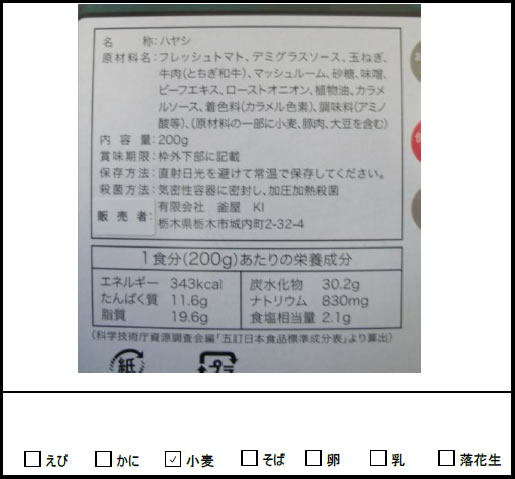 名　　称：ハヤシ
原材料名：フレッシュトマト、デミグラスソース、玉ねぎ、
牛肉（とちぎ和牛）、マッシュルーム、砂糖、味噌、
ビーフエキス、ローストオニオン、植物油、カラメ
ルソース、着色料（カラメル色素）、調味料（アミノ
酸等）、（原材料の一部に小麦、豚肉、大豆を含む）
内 容 量：200g
賞味期限：枠外下部に記載
保存方法：直射日光を避けて常温で保存してください。
殺菌方法：気密性容器に密封し、加圧加熱殺菌
販 売 者：有限会社　釜屋　KI
栃木県栃木市城内町2-32-4
1食分（200g）あたりの栄養成分
エネルギー　343kcal　炭水化物　30.2g
たんぱく質　11.6g　ナトリウム　830mg
脂質　19.6g　食塩相当量　2.1g
（科学技術庁資源調査会編「五訂日本食品標準成分表」より算出）
紙
えび　かに　✓小麦　そば　卵　乳　落花生